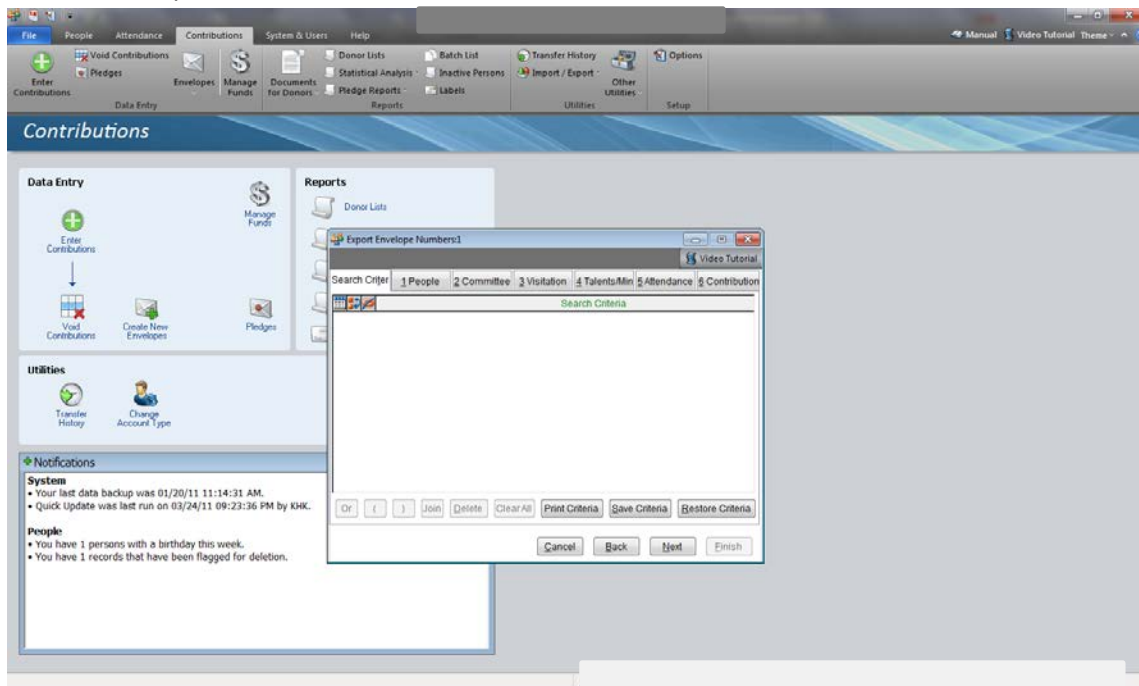 File People Attendance Contributions System & Users Help
Manual Video Tutorial Theme
Enter Contributions
Void Contributions
Pledges
Envelopes
Manage Funds
Data Entry
Documents for Donors
Donor Lists
Statistical Analysis
Pledge Reports
Batch List
Inactive Persons
Labels
Reports
Transfer History
Import / Export
Other Utilities
Utilities
Options
Setup
Contributions
Data Entry
Enter
Contributions
Manage
Funds
Void
Contributions
Create New
Envelopes
Pledges
Reports
Donor Lists
Utilities
Transfer
History
Change
Account Type
Notifications
System
• Your last data backup was 01/20/11 11:14:31 AM.
• Quick Update was last run on 03/24/11 09:23:36 PM by KHK.
People
• You have 1 persons with a birthday this week.
• You have 1 records that have been flagged for deletion.
Export Envelope Numbers:1
Video Tutorial
Search Criter 1 People 2 Committee 3 Visitation 4 Talents/Min 5 Attendance 6 Contribution
Search Criteria
Or ( ) Join Delete Clear All Print Criteria Save Criteria Restore Criteria
Cancel Back Next Finish